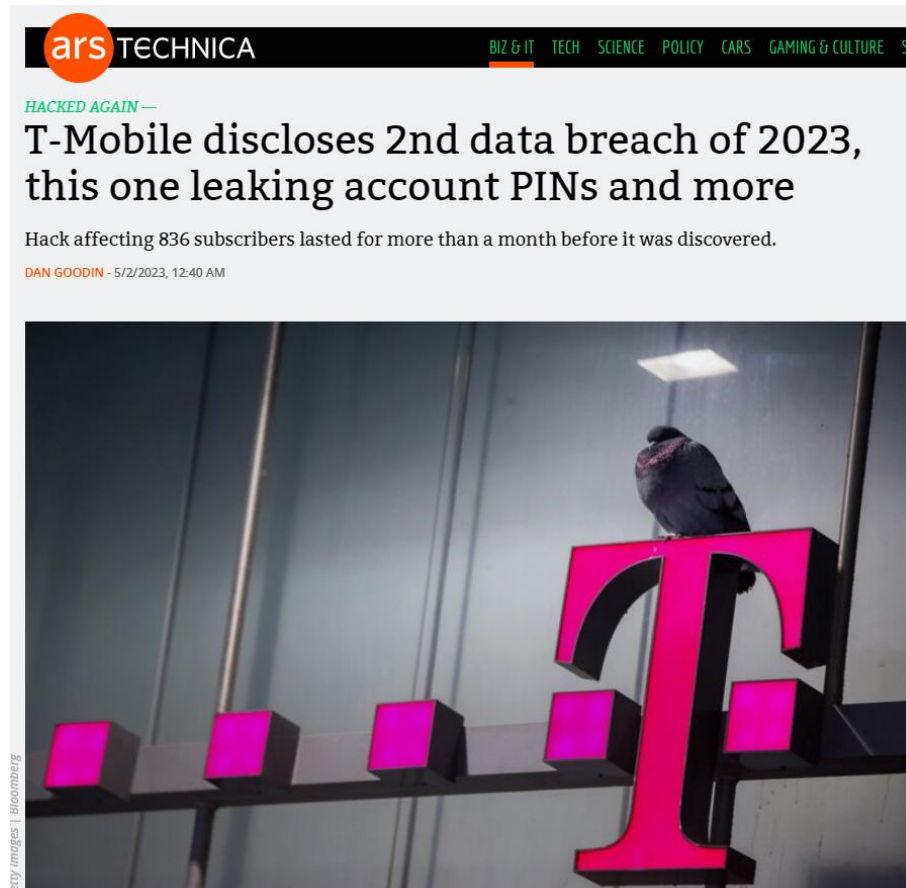 ars TECHNICA
BIZ & IT TECH SCIENCE POLICY CARS GAMING & CULTURE S
HACKED AGAIN —
T-Mobile discloses 2nd data breach of 2023,
this one leaking account PINs and more
Hack affecting 836 subscribers lasted for more than a month before it was discovered.
DAN GOODIN - 5/2/2023, 12:40 AM
T
etty Images | Bloomberg